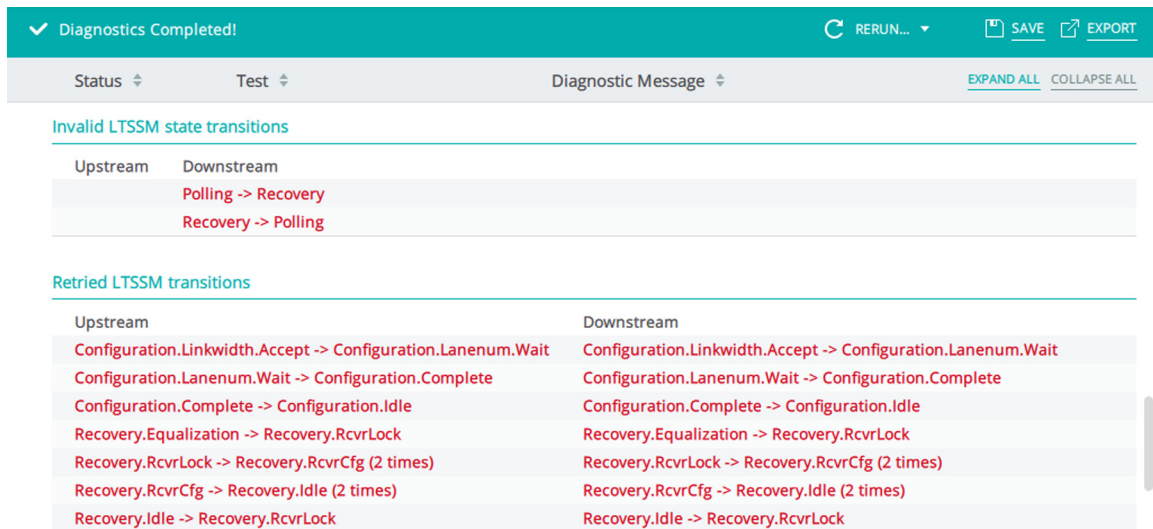 Diagnostics Completed! RERUN... SAVE EXPORT
Status Test Diagnostic Message EXPAND ALL COLLAPSE ALL
Invalid LTSSM state transitions
Upstream Downstream
Polling -> Recovery
Recovery -> Polling
Retried LTSSM transitions
Upstream Downstream
Configuration.Linkwidth.Accept -> Configuration.Lanenum.Wait Configuration.Linkwidth.Accept -> Configuration.Lanenum.Wait
Configuration.Lanenum.Wait -> Configuration.Complete Configuration.Lanenum.Wait -> Configuration.Complete
Configuration.Complete -> Configuration.Idle Configuration.Complete -> Configuration.Idle
Recovery.Equalization -> Recovery.RcvrLock Recovery.Equalization -> Recovery.RcvrLock
Recovery.RcvrLock -> Recovery.RcvrCfg (2 times) Recovery.RcvrLock -> Recovery.RcvrCfg (2 times)
Recovery.RcvrCfg -> Recovery.Idle (2 times) Recovery.RcvrCfg -> Recovery.Idle (2 times)
Recovery.Idle -> Recovery.RcvrLock Recovery.Idle -> Recovery.RcvrLock